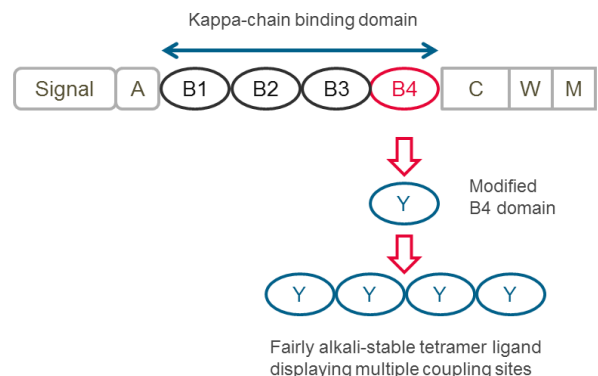 Kappa-chain binding domain
Signal A B1 B2 B3 B4 C W M
Y
Modified
B4 domain
Y Y Y Y
Fairly alkali-stable tetramer ligand
displaying multiple coupling sites